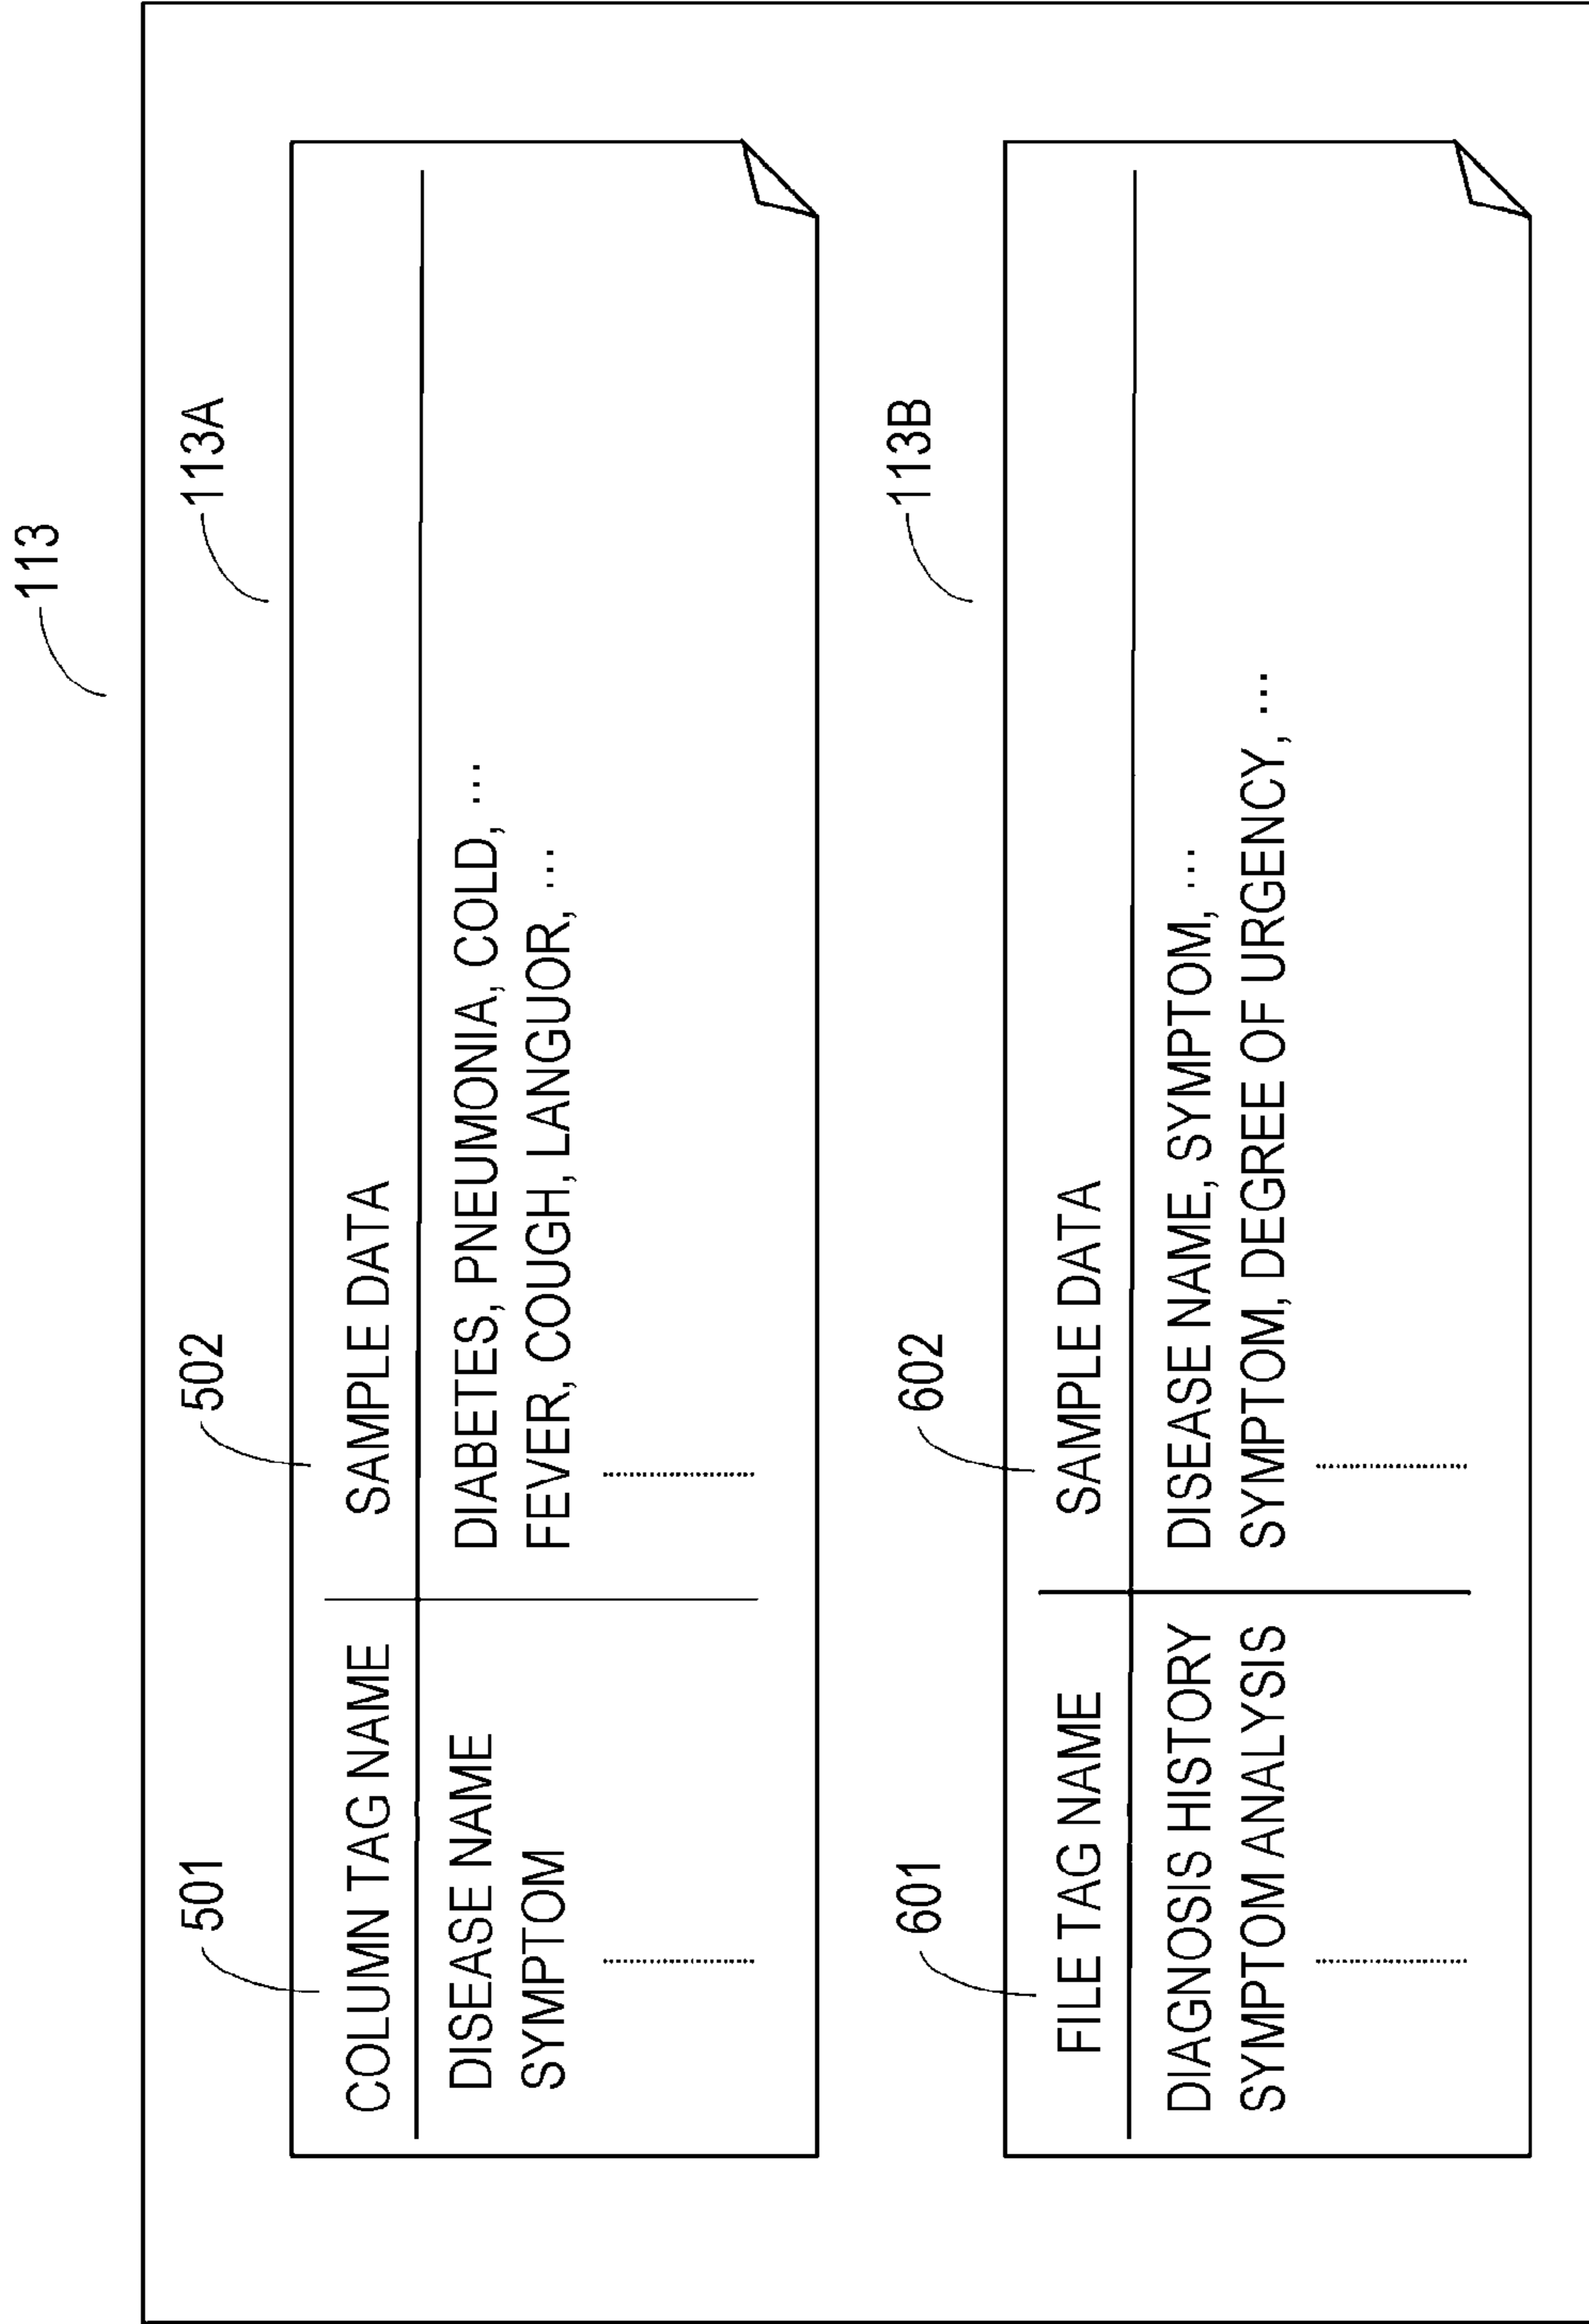 113
113A
501
502
COLUMN TAG NAME
SAMPLE DATA
DISEASE NAME
DIABETES, PNEUMONIA, COLD, ...
SYMPTOM
FEVER, COUGH, LANGUOR, ...
113B
601
602
FILE TAG NAME
SAMPLE DATA
DIAGNOSIS HISTORY
DISEASE NAME, SYMPTOM, ...
SYMPTOM ANALYSIS
SYMPTOM, DEGREE OF URGENCY, ...